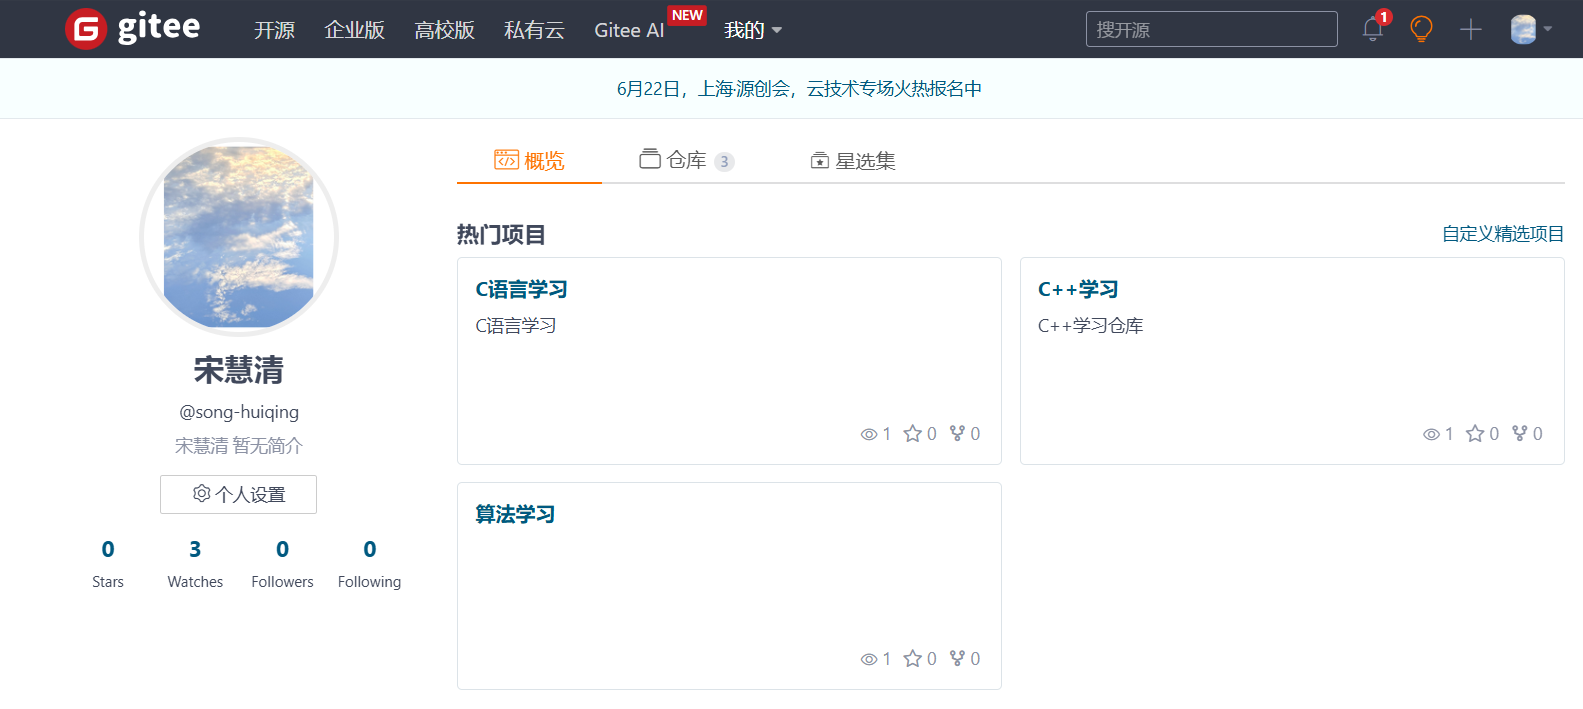 gitee 开源 企业版 高校版 私有云 Gitee AI NEW 我的 搜开源 1
6月22日，上海·源创会，云技术专场火热报名中
概览 仓库 3 星选集
热门项目 自定义精选项目
C语言学习
C语言学习
1 0 0
C++学习
C++学习仓库
1 0 0
算法学习
1 0 0
宋慧清
@song-huiqing
宋慧清 暂无简介
个人设置
0 3 0 0
Stars Watches Followers Following